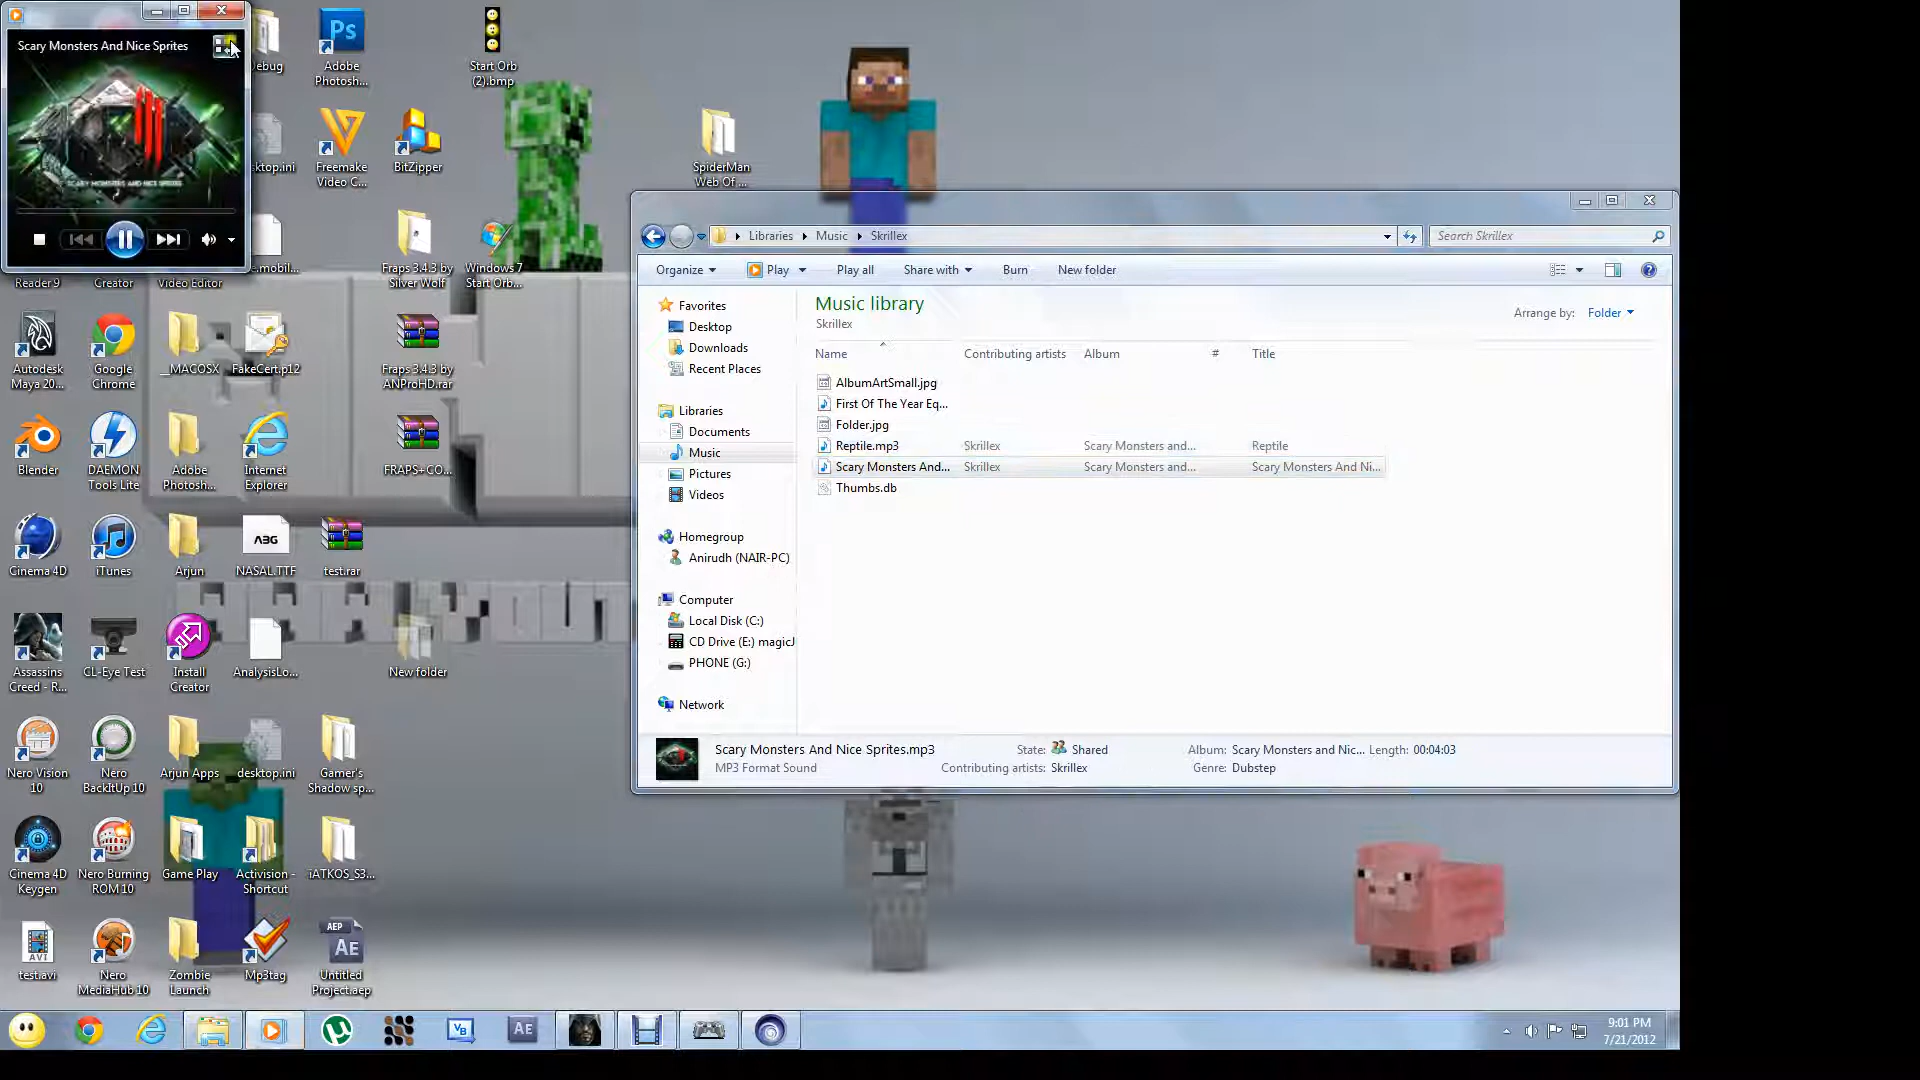 Scary Monsters And Nice Sprites
SCARY MONSTERS AND NICE SPRITES
Debug
Adobe
Photosh...
Start Orb
(2).bmp
Freemake
Video C...
BitZipper
SpiderMan
Web Of ...
Fraps 3.4.3 by
Silver Wolf
Windows 7
Start Orb...
Reader 9
Creator
Video Editor
Autodesk
Maya 20...
Google
Chrome
__MACOSX
FakeCert.p12
Fraps 3.4.3 by
ANProHD.rar
Blender
DAEMON
Tools Lite
Adobe
Photosh...
Internet
Explorer
FRAPS+CO...
Cinema 4D
iTunes
Arjun
NASAL.TTF
test.rar
Assassins
Creed - R...
CL-Eye Test
Install
Creator
AnalysisLo...
New folder
Nero Vision
10
Nero
BackItUp 10
Arjun Apps
desktop.ini
Gamer's
Shadow sp...
Cinema 4D
Keygen
Nero Burning
ROM 10
Game Play
Activision -
Shortcut
iATKOS_S3...
test.avi
Nero
MediaHub 10
Zombie
Launch
Mp3tag
Untitled
Project.aep
Libraries
Music
Skrillex
Search Skrillex
Organize
Play
Play all
Share with
Burn
New folder
Favorites
Desktop
Downloads
Recent Places
Libraries
Documents
Music
Pictures
Videos
Homegroup
Anirudh (NAIR-PC)
Computer
Local Disk (C:)
CD Drive (E:) magicJ
PHONE (G:)
Network
Music library
Skrillex
Arrange by: Folder
Name Contributing artists Album # Title
AlbumArtSmall.jpg
First Of The Year Eq...
Folder.jpg
Reptile.mp3 Skrillex Scary Monsters and... Reptile
Scary Monsters And... Skrillex Scary Monsters and... Scary Monsters And Ni...
Thumbs.db
Scary Monsters And Nice Sprites.mp3 State: Shared Album: Scary Monsters and Nic... Length: 00:04:03
MP3 Format Sound Contributing artists: Skrillex Genre: Dubstep
9:01 PM
7/21/2012